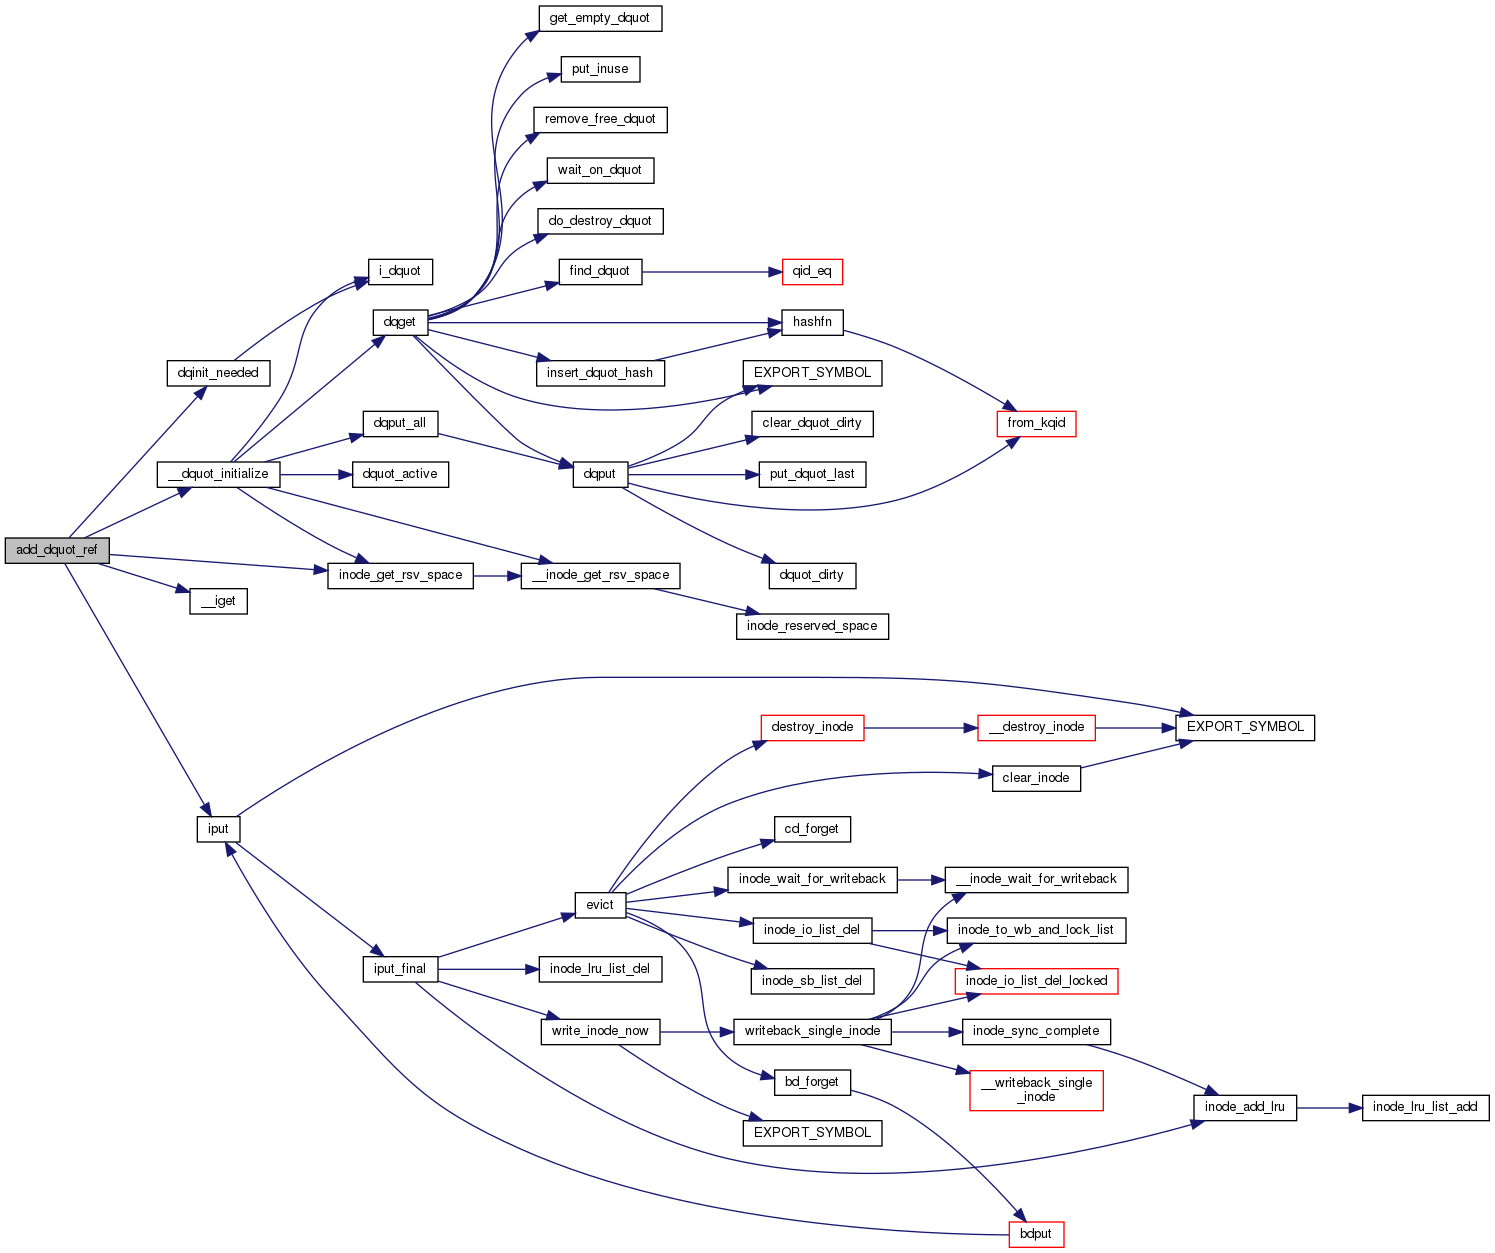 get_empty_dquot
put_inuse
remove_free_dquot
wait_on_dquot
do_destroy_dquot
i_dquot
find_dquot
qid_eq
dqget
hashfn
dqinit_needed
insert_dquot_hash
EXPORT_SYMBOL
dqput_all
clear_dquot_dirty
from_kqid
__dquot_initialize
dquot_active
dqput
put_dquot_last
add_dquot_ref
inode_get_rsv_space
__inode_get_rsv_space
dquot_dirty
__iget
inode_reserved_space
destroy_inode
__destroy_inode
EXPORT_SYMBOL
clear_inode
iput
cd_forget
inode_wait_for_writeback
__inode_wait_for_writeback
evict
inode_io_list_del
inode_to_wb_and_lock_list
iput_final
inode_lru_list_del
inode_sb_list_del
inode_io_list_del_locked
write_inode_now
writeback_single_inode
inode_sync_complete
bd_forget
__writeback_single
_inode
inode_add_lru
inode_lru_list_add
EXPORT_SYMBOL
bdput